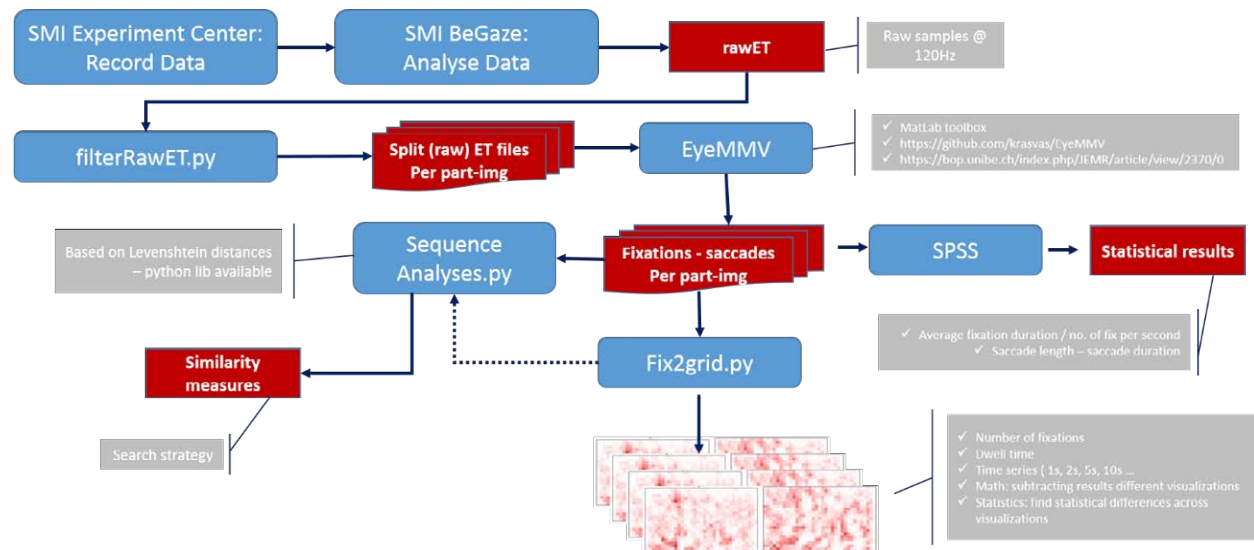 SMI Experiment Center:
Record Data
SMI BeGaze:
Analyse Data
rawET
Raw samples @
120Hz
filterRawET.py
Split (raw) ET files
Per part-img
EyeMMV
✓ MatLab toolbox
✓ https://github.com/krasvas/EyeMMV
✓ https://bop.unibe.ch/index.php/JEMR/article/view/2370/0
Based on Levenshtein distances
– python lib available
Sequence
Analyses.py
Fixations - saccades
Per part-img
SPSS
Statistical results
✓ Average fixation duration / no. of fix per second
✓ Saccade length – saccade duration
Similarity
measures
Fix2grid.py
Search strategy
✓ Number of fixations
✓ Dwell time
✓ Time series ( 1s, 2s, 5s, 10s ...
✓ Math: subtracting results different visualizations
✓ Statistics: find statistical differences across
visualizations